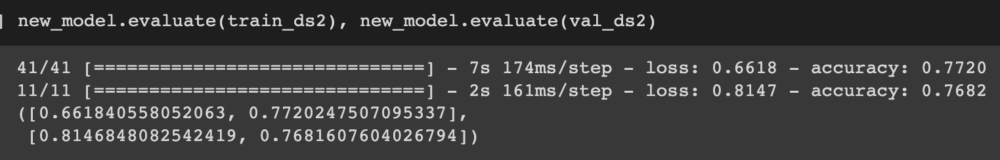 ] new_model.evaluate(train_ds2), new_model.evaluate(val_ds2)
41/41 [==============================] - 7s 174ms/step - loss: 0.6618 - accuracy: 0.7720
11/11 [==============================] - 2s 161ms/step - loss: 0.8147 - accuracy: 0.7682
([0.661840558052063, 0.7720247507095337],
 [0.8146848082542419, 0.7681607604026794])